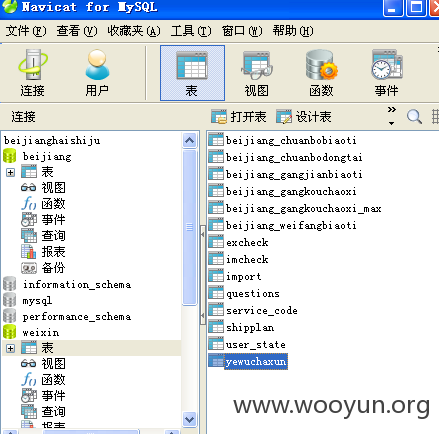 Navicat for MySQL
文件(F) 查看(V) 收藏夹(A) 工具(T) 窗口(W) 帮助(H)
连接 用户 表 视图 函数 事件
连接
打开表 设计表 »
beijianghaishiju
beijiang
表
视图
函数
事件
查询
报表
备份
information_schema
mysql
performance_schema
weixin
表
视图
函数
事件
查询
报表
beijiang_chuanbobiaoti
beijiang_chuanbodongtai
beijiang_gangjianbiaoti
beijiang_gangkouchaoxi
beijiang_gangkouchaoxi_max
beijiang_weifangbiaoti
excheck
imcheck
import
questions
service_code
shipplan
user_state
yewuchaxun
www.wooyun.org